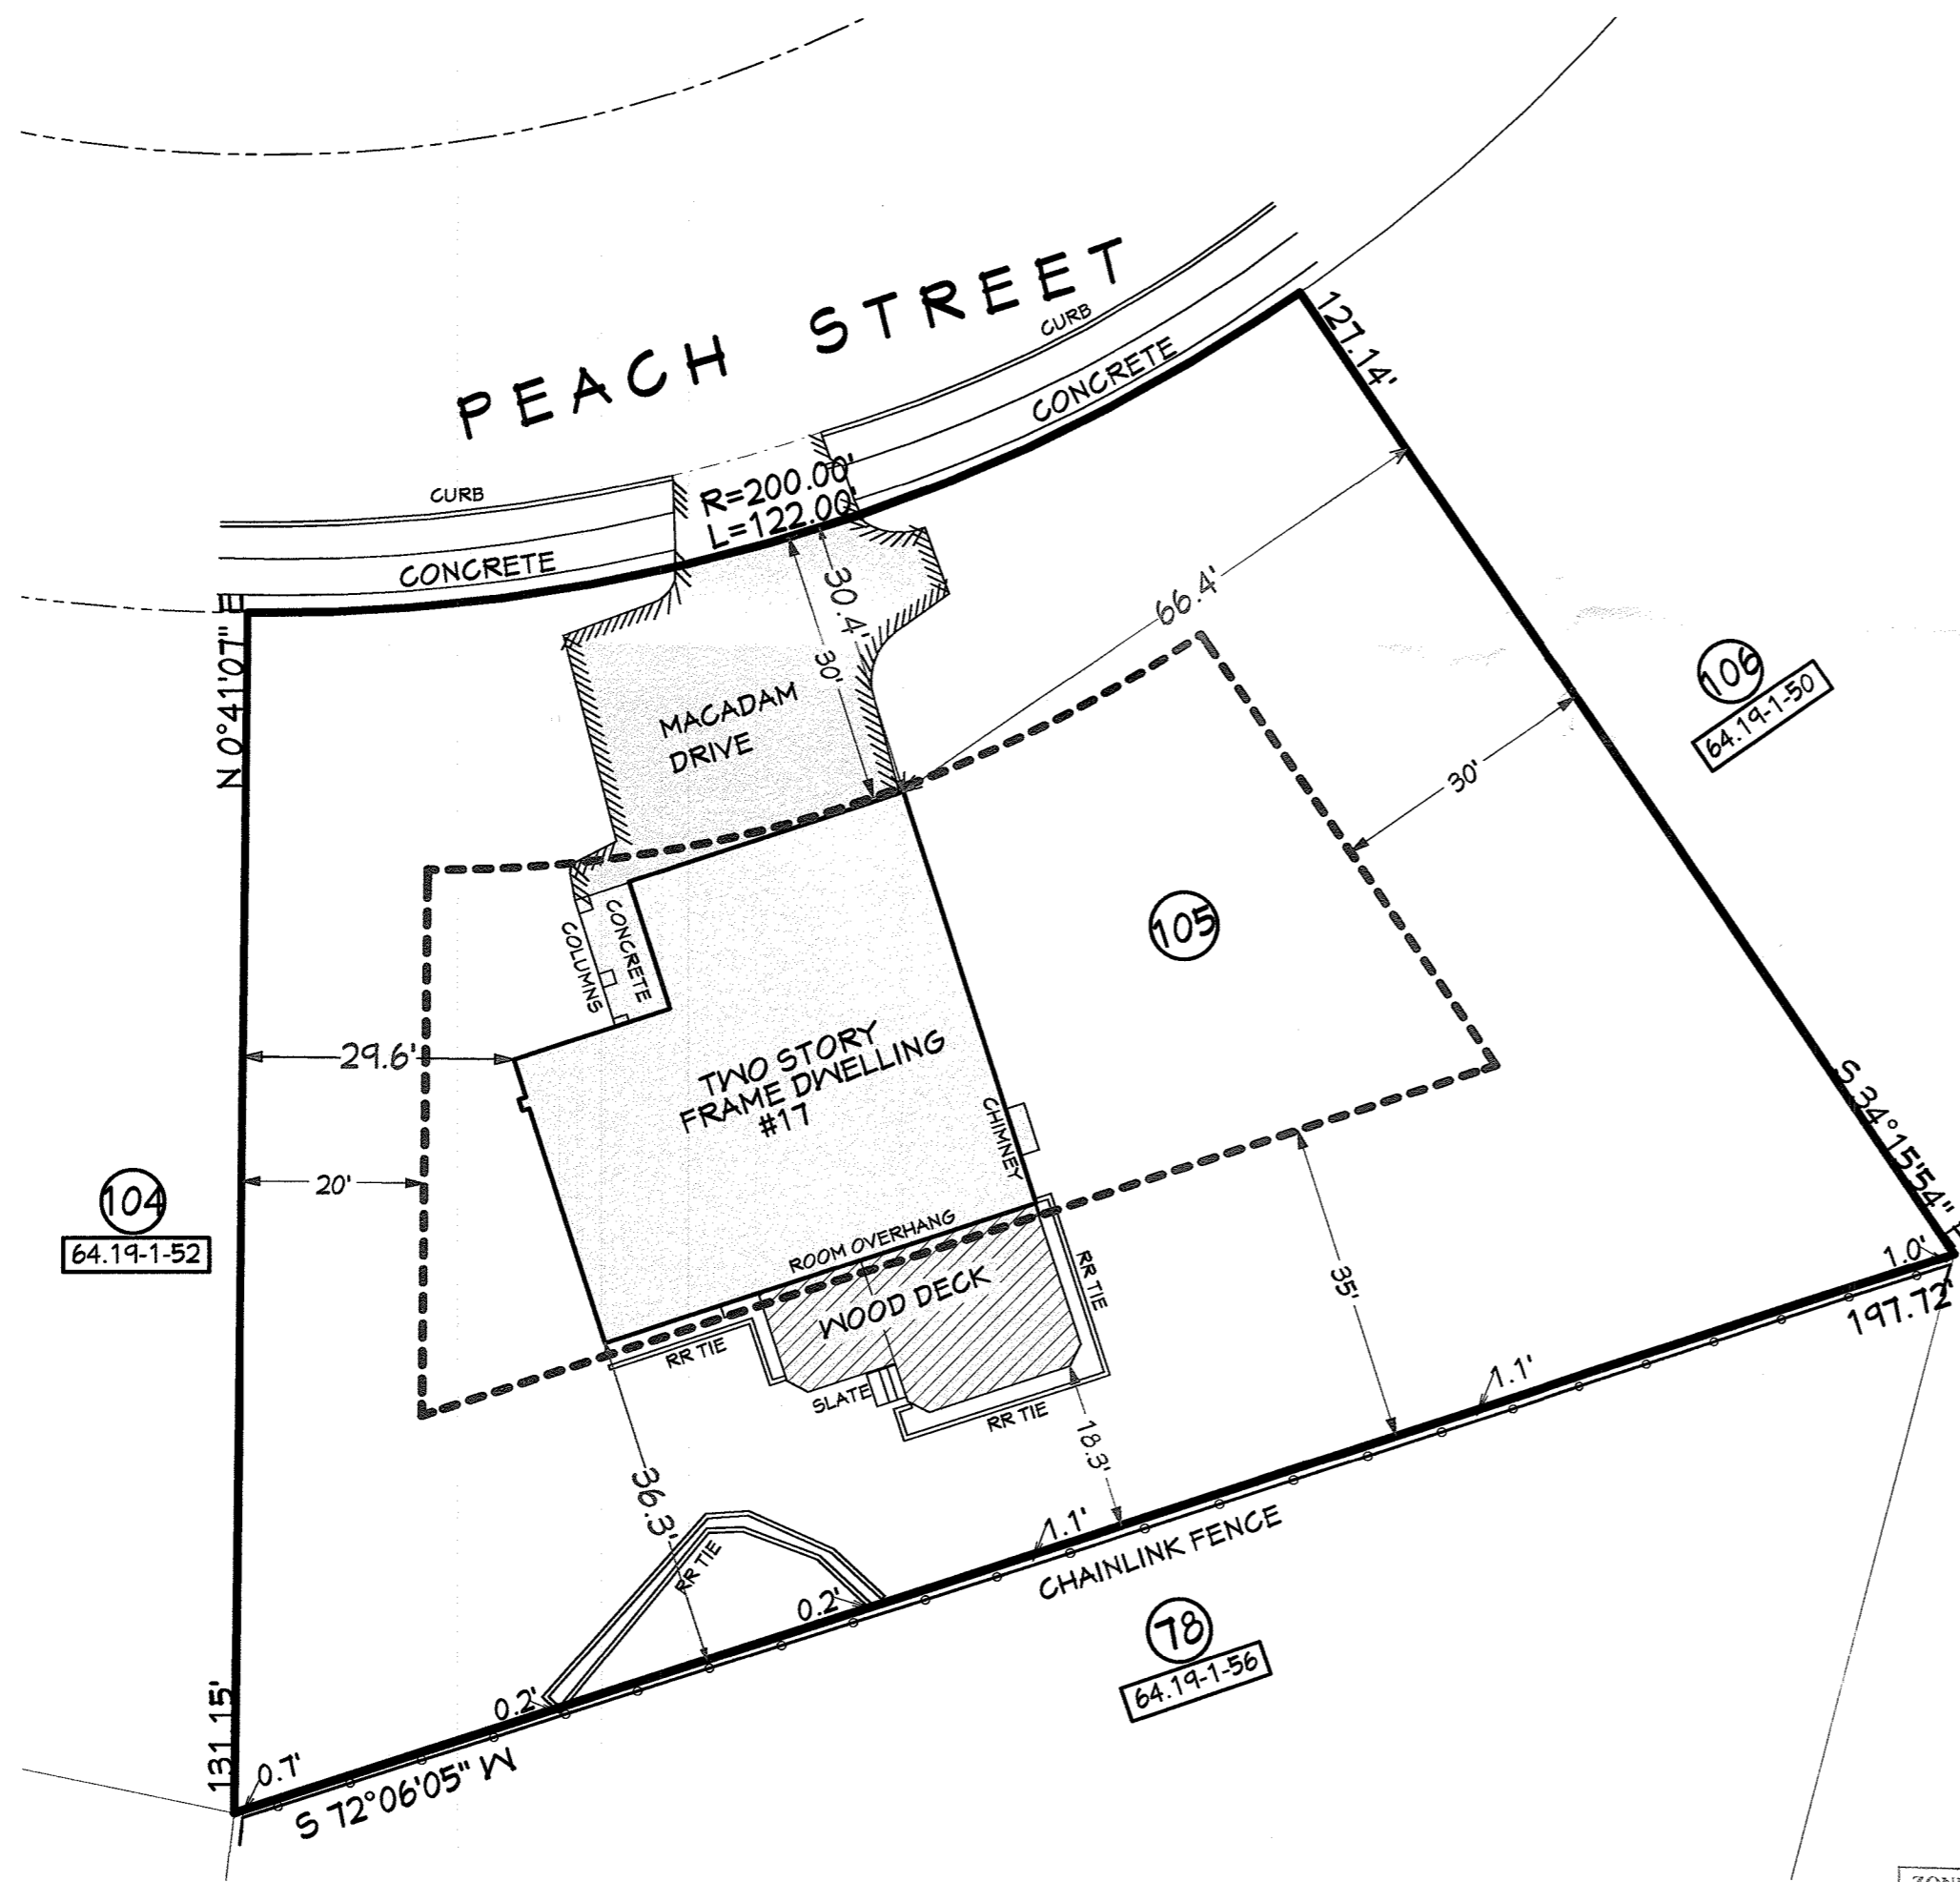 PEACH STREET
CURB
CURB
CONCRETE
CONCRETE
R=200.00'
L=122.00'
127.14'
N 0°41'07" E
30.4'
30'
66.4'
MACADAM
DRIVE
106
64.19-1-50
30'
105
CONCRETE
COLUMNS
29.6'
TWO STORY
FRAME DWELLING
#17
CHIMNEY
S 34°15'54" E
104
64.19-1-52
20'
ROOM OVERHANG
WOOD DECK
RR TIE
RR TIE
SLATE
RR TIE
35'
1.0'
197.72'
1.1'
18.3'
36.3'
RR TIE
1.1'
CHAINLINK FENCE
0.2'
0.2'
78
64.19-1-56
131.15'
0.7'
S 72°06'05" W